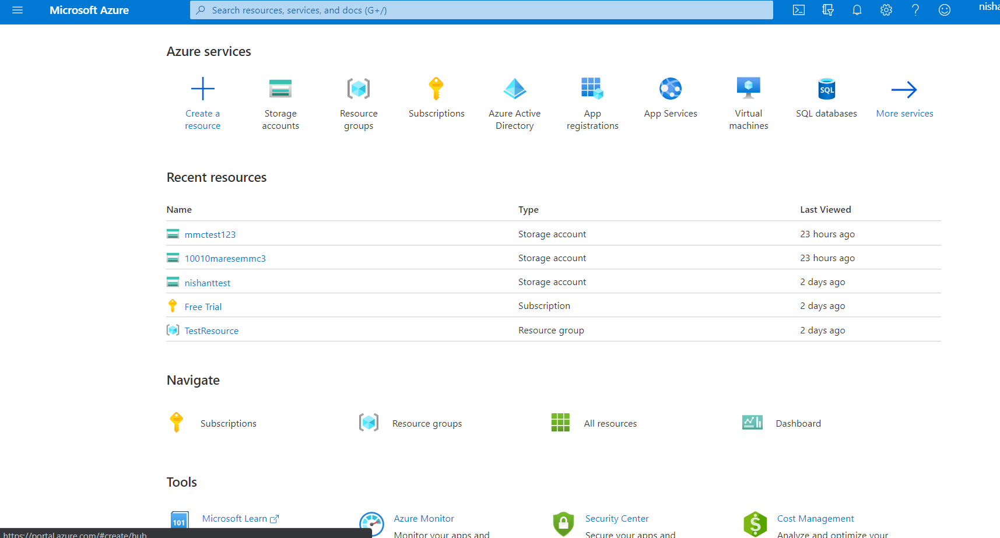 Microsoft Azure
Search resources, services, and docs (G+/)
nisha
Azure services
Create a resource
Storage accounts
Resource groups
Subscriptions
Azure Active Directory
App registrations
App Services
Virtual machines
SQL
SQL databases
More services
Recent resources
Name Type Last Viewed
mmctest123 Storage account 23 hours ago
10010maresemmc3 Storage account 23 hours ago
nishanttest Storage account 2 days ago
Free Trial Subscription 2 days ago
TestResource Resource group 2 days ago
Navigate
Subscriptions Resource groups All resources Dashboard
Tools
101
Microsoft Learn
Azure Monitor
Monitor your apps and
Security Center
Secure your apps and
Cost Management
Analyze and optimize your
https://portal.azure.com/#create/hub